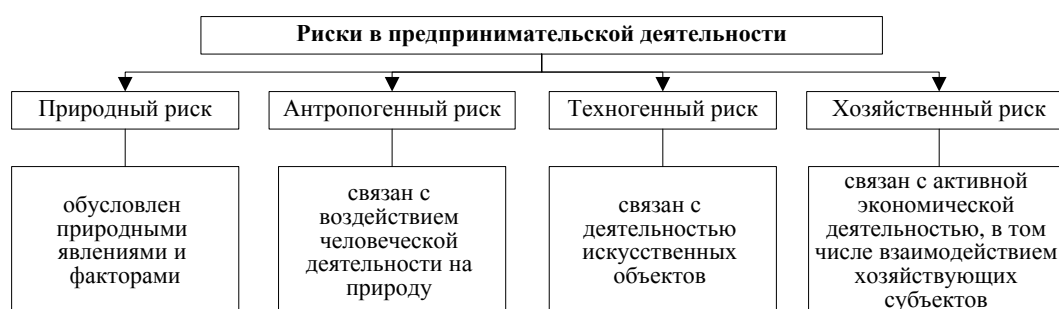 Риски в предпринимательской деятельности
Природный риск
Антропогенный риск
Техногенный риск
Хозяйственный риск
обусловлен
природными
явлениями и
факторами
связан с
воздействием
человеческой
деятельности на
природу
связан с
деятельностью
искусственных
объектов
связан с активной
экономической
деятельностью, в том
числе взаимодействием
хозяйствующих
субъектов